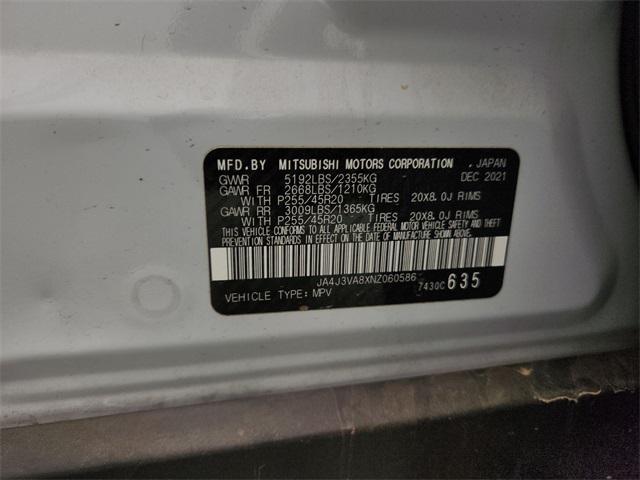 MFD.BY MITSUBISHI MOTORS CORPORATION , JAPAN
GVWR 5192LBS/2355KG DEC 2021
GAWR FR 2668LBS/1210KG
WITH P255/45R20 TIRES 20X8.0J RIMS
GAWR RR 3009LBS/1365KG
WITH P255/45R20 TIRES 20X8.0J RIMS
THIS VEHICLE CONFORMS TO ALL APPLICABLE FEDERAL MOTOR VEHICLE SAFETY AND THEFT
PREVENTION STANDARDS IN EFFECT ON THE DATE OF MANUFACTURE SHOWN ABOVE.
JA4J3VA8XNZ060586
VEHICLE TYPE: MPV 7430C 635